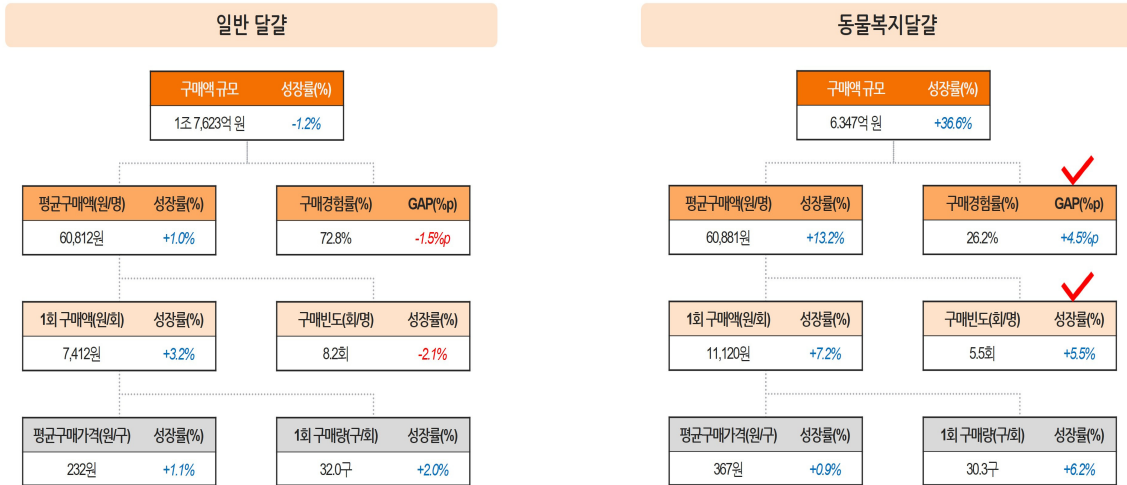 일반 달걀
구매액 규모 성장률(%)
1조 7,623억 원 -1.2%
평균구매액(원/명) 성장률(%)
60,812원 +1.0%
구매경험률(%) GAP(%p)
72.8% -1.5%p
1회 구매액(원/회) 성장률(%)
7,412원 +3.2%
구매빈도(회/명) 성장률(%)
8.2회 -2.1%
평균구매가격(원/구) 성장률(%)
232원 +1.1%
1회 구매량(구/회) 성장률(%)
32.0구 +2.0%
동물복지달걀
구매액 규모 성장률(%)
6.347억 원 +36.6%
평균구매액(원/명) 성장률(%)
60,881원 +13.2%
구매경험률(%) GAP(%p)
26.2% +4.5%p
1회 구매액(원/회) 성장률(%)
11,120원 +7.2%
구매빈도(회/명) 성장률(%)
5.5회 +5.5%
평균구매가격(원/구) 성장률(%)
367원 +0.9%
1회 구매량(구/회) 성장률(%)
30.3구 +6.2%